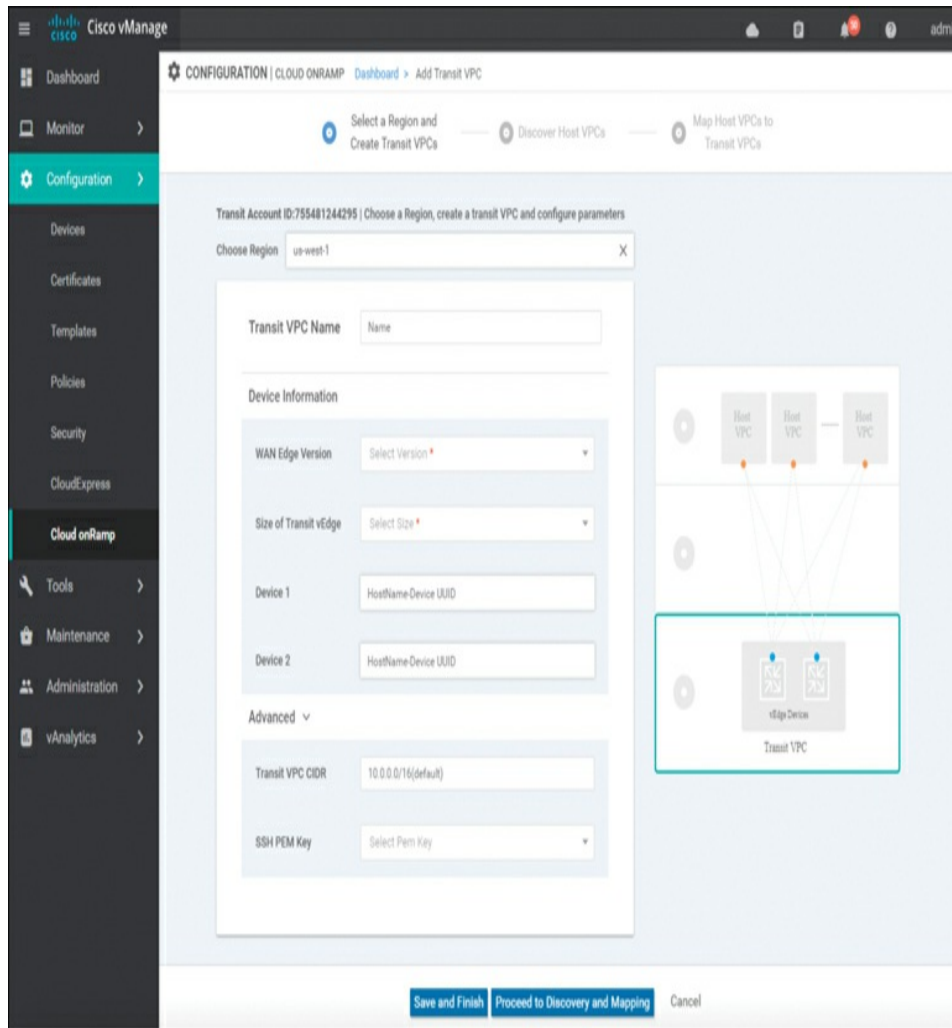 cisco
Cisco vManage
admi
Dashboard
Monitor
Configuration
Devices
Certificates
Templates
Policies
Security
CloudExpress
Cloud onRamp
Tools
Maintenance
Administration
vAnalytics
CONFIGURATION | CLOUD ONRAMP Dashboard > Add Transit VPC
Select a Region and
Create Transit VPCs
Discover Host VPCs
Map Host VPCs to
Transit VPCs
Transit Account ID:755481244295 | Choose a Region, create a transit VPC and configure parameters
Choose Region us-west-1 X
Transit VPC Name Name
Device Information
WAN Edge Version Select Version *
Size of Transit vEdge Select Size *
Device 1 HostName-Device UUID
Device 2 HostName-Device UUID
Advanced
Transit VPC CIDR 10.0.0.0/16(default)
SSH PEM Key Select Pem Key
Host
VPC
Host
VPC
Host
VPC
vEdge Devices
Transit VPC
Save and Finish
Proceed to Discovery and Mapping
Cancel